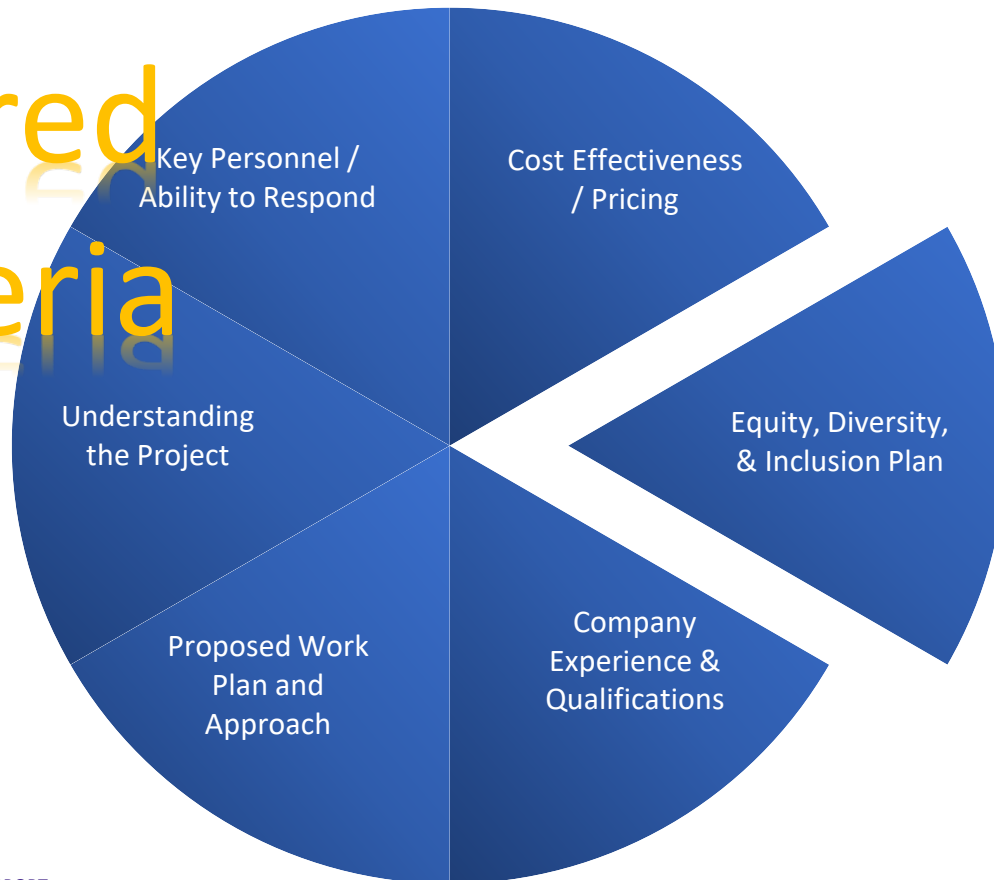 red
eria
Key Personnel /
Ability to Respond
Cost Effectiveness
/ Pricing
Equity, Diversity,
& Inclusion Plan
Company
Experience &
Qualifications
Proposed Work
Plan and
Approach
Understanding
the Project